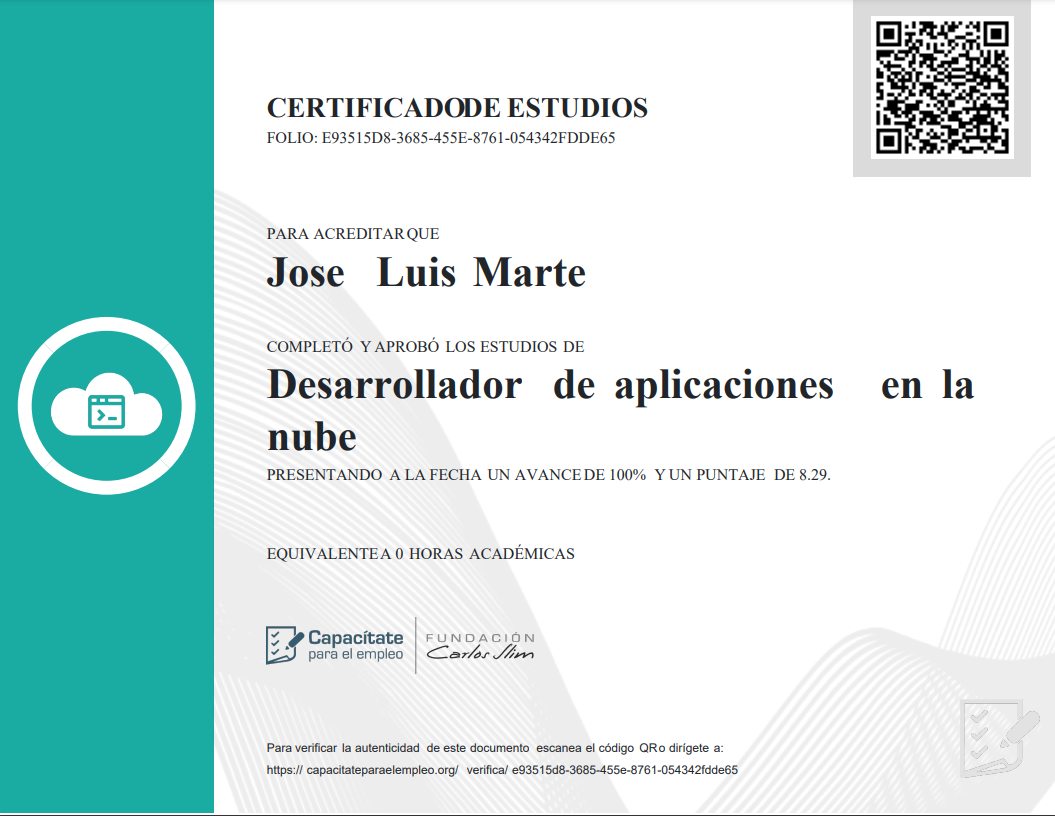 CERTIFICADO DE ESTUDIOS
FOLIO: E93515D8-3685-455E-8761-054342FDDE65
PARA ACREDITAR QUE
Jose Luis Marte
COMPLETÓ Y APROBÓ LOS ESTUDIOS DE
Desarrollador de aplicaciones en la
nube
PRESENTANDO A LA FECHA UN AVANCE DE 100% Y UN PUNTAJE DE 8.29.
EQUIVALENTE A 0 HORAS ACADÉMICAS
Capacítate
para el empleo
FUNDACIÓN
Carlos Slim
Para verificar la autenticidad de este documento escanea el código QR o dirígete a:
https:// capacitateparaelempleo.org/ verifica/ e93515d8-3685-455e-8761-054342fdde65